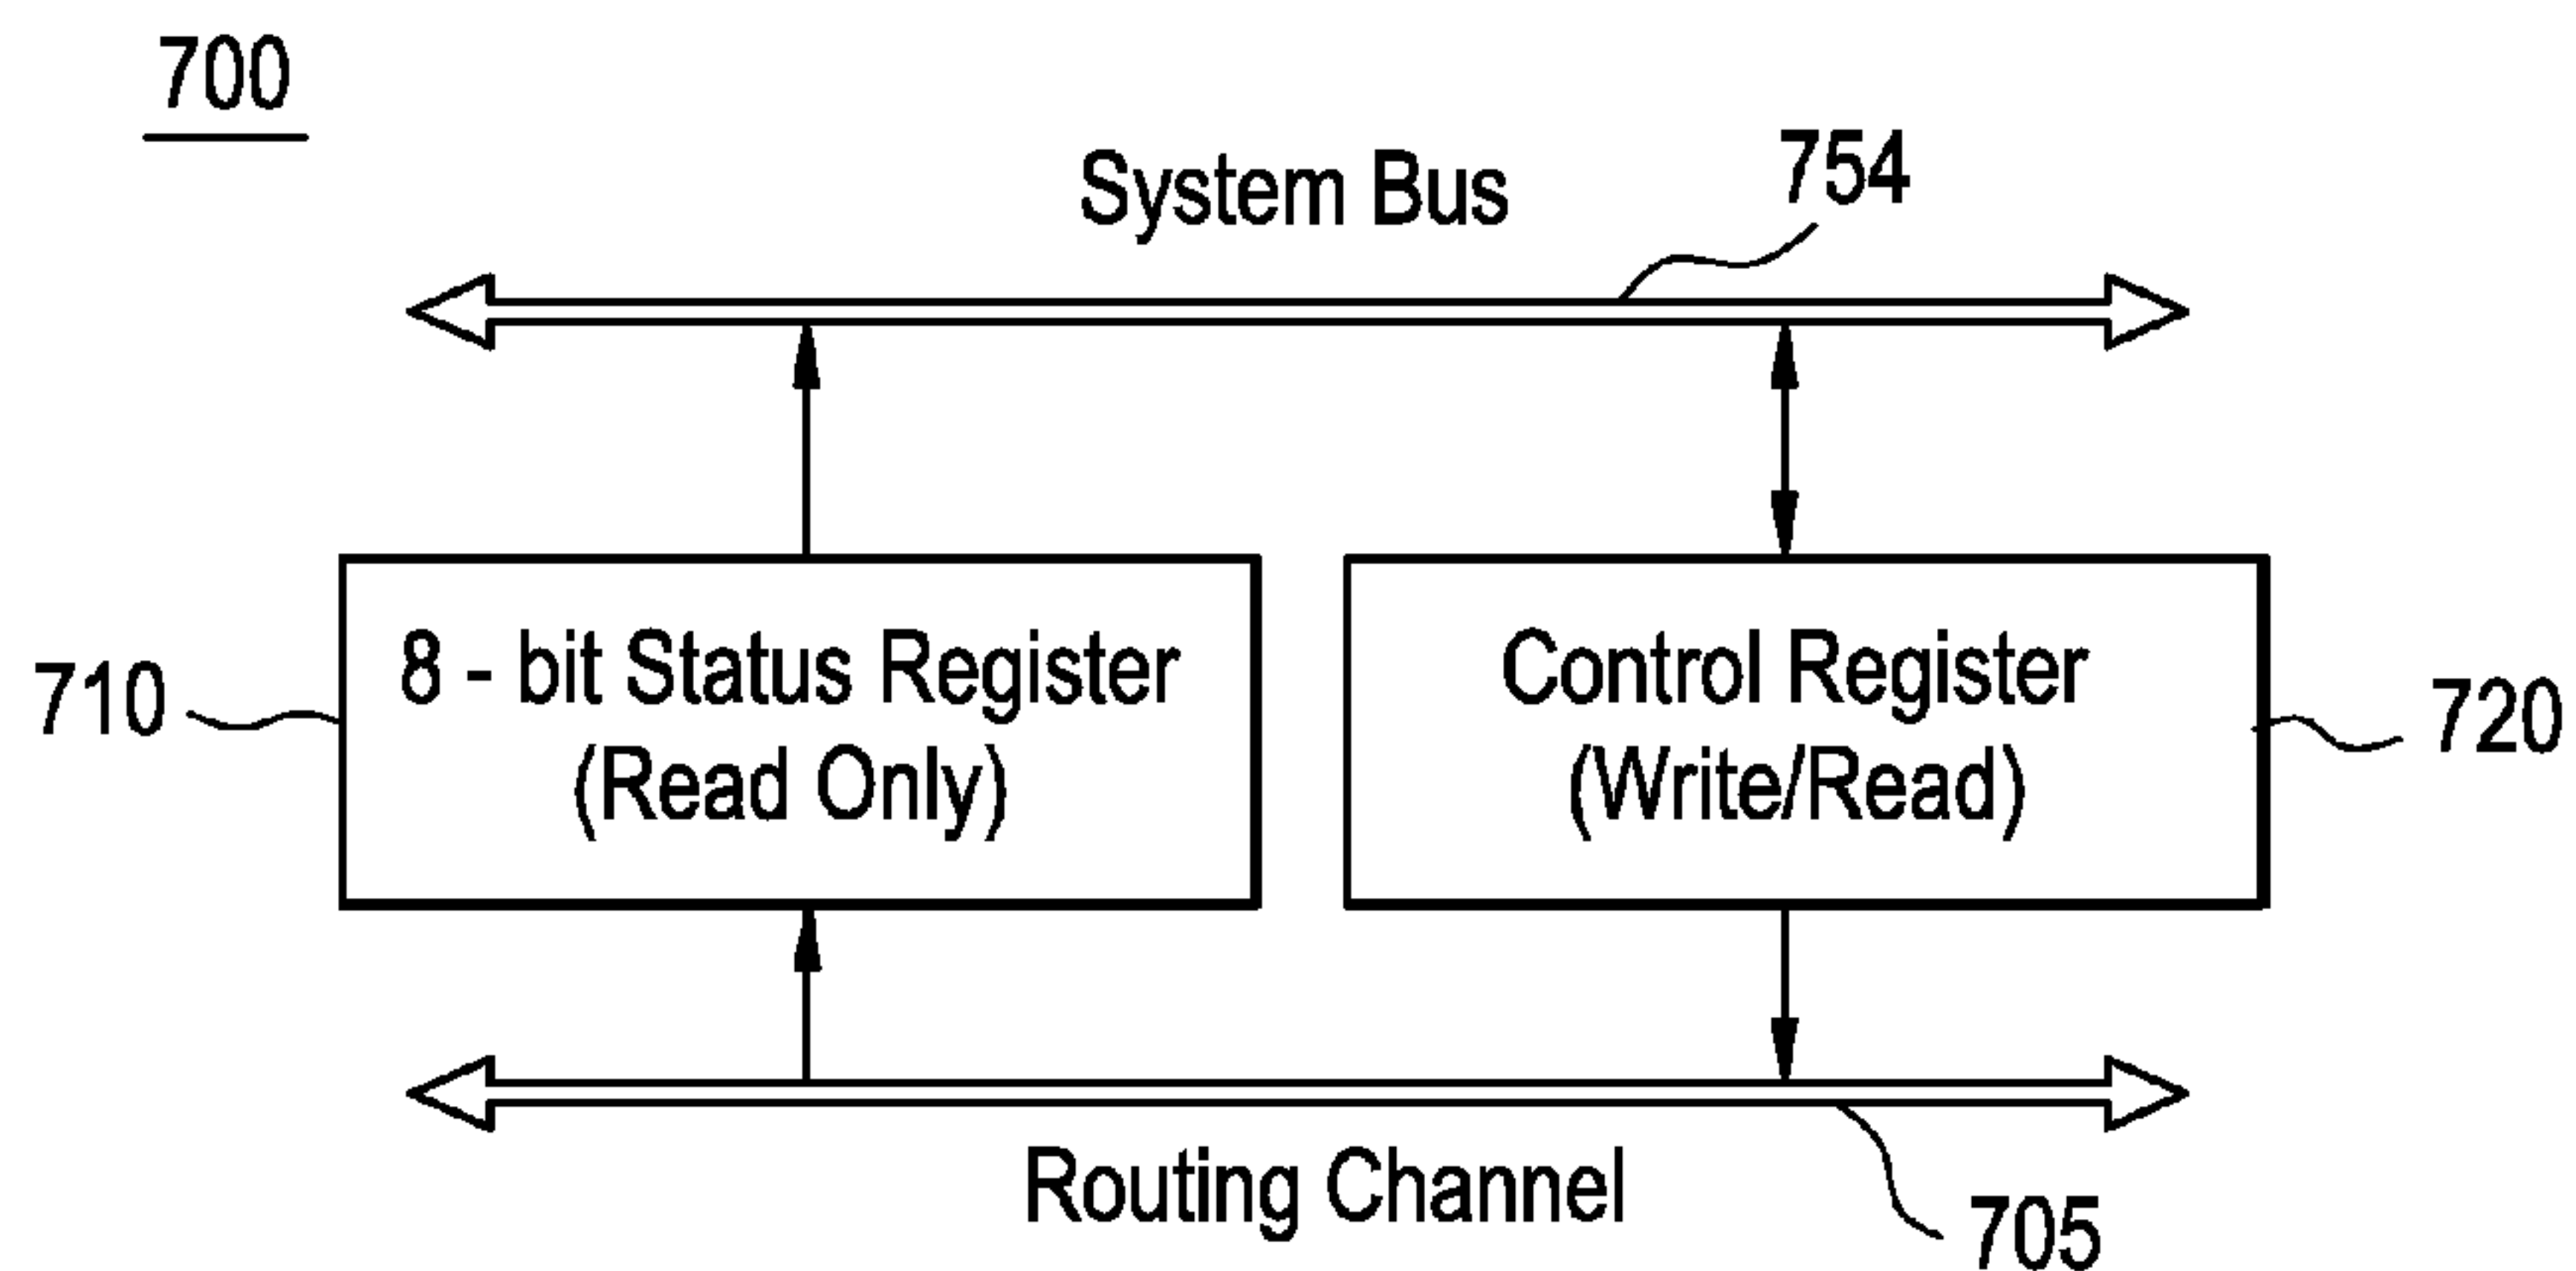 700
System Bus
754
8 - bit Status Register
(Read Only)
710
Control Register
(Write/Read)
720
Routing Channel
705